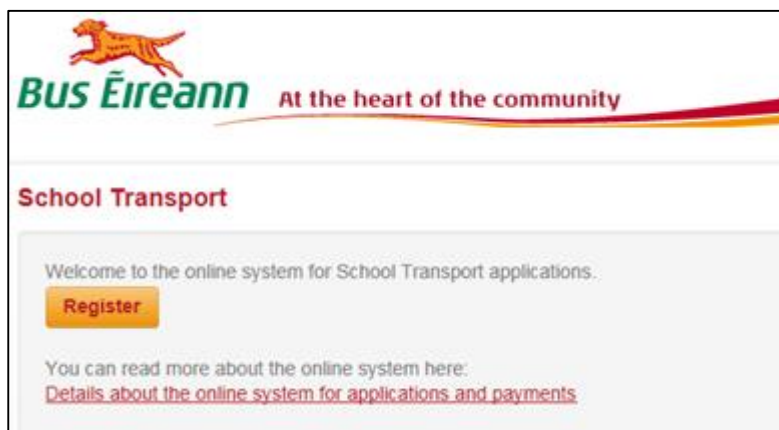 Bus Éireann
At the heart of the community
School Transport
Welcome to the online system for School Transport applications.
Register
You can read more about the online system here:
Details about the online system for applications and payments